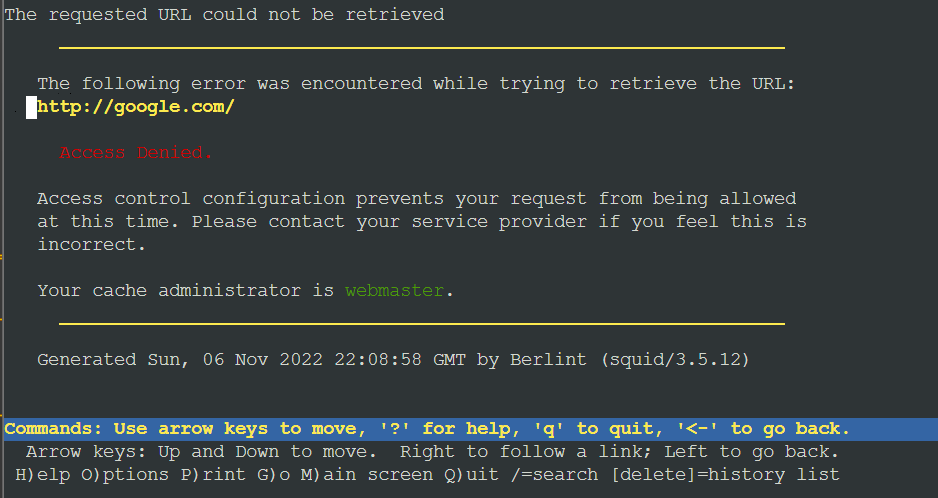 The requested URL could not be retrieved
The following error was encountered while trying to retrieve the URL:
http://google.com/
Access Denied.
Access control configuration prevents your request from being allowed
at this time. Please contact your service provider if you feel this is
incorrect.
Your cache administrator is webmaster.
Generated Sun, 06 Nov 2022 22:08:58 GMT by Berlint (squid/3.5.12)
Commands: Use arrow keys to move, '?' for help, 'q' to quit, '<-' to go back.
Arrow keys: Up and Down to move.  Right to follow a link; Left to go back.
H)elp O)ptions P)rint G)o M)ain screen Q)uit /=search [delete]=history list